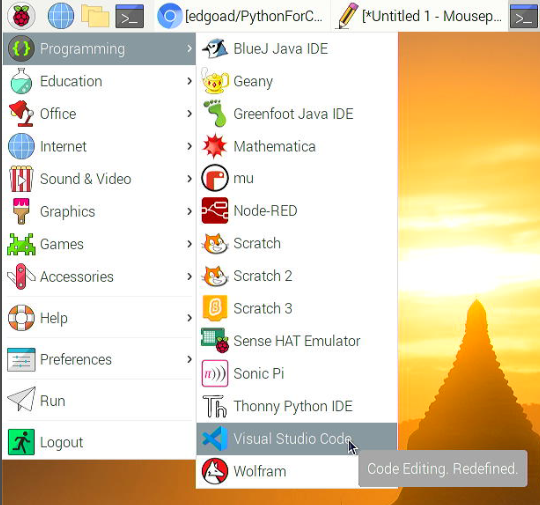 [edgoad/PythonForC...
[*Untitled 1 - Mousep...
Programming
Education
Office
Internet
Sound & Video
Graphics
Games
Accessories
Help
Preferences
Run
Logout
BlueJ Java IDE
Geany
Greenfoot Java IDE
Mathematica
mu
Node-RED
Scratch
Scratch 2
Scratch 3
Sense HAT Emulator
Sonic Pi
Thonny Python IDE
Visual Studio Code
Wolfram
Code Editing. Redefined.